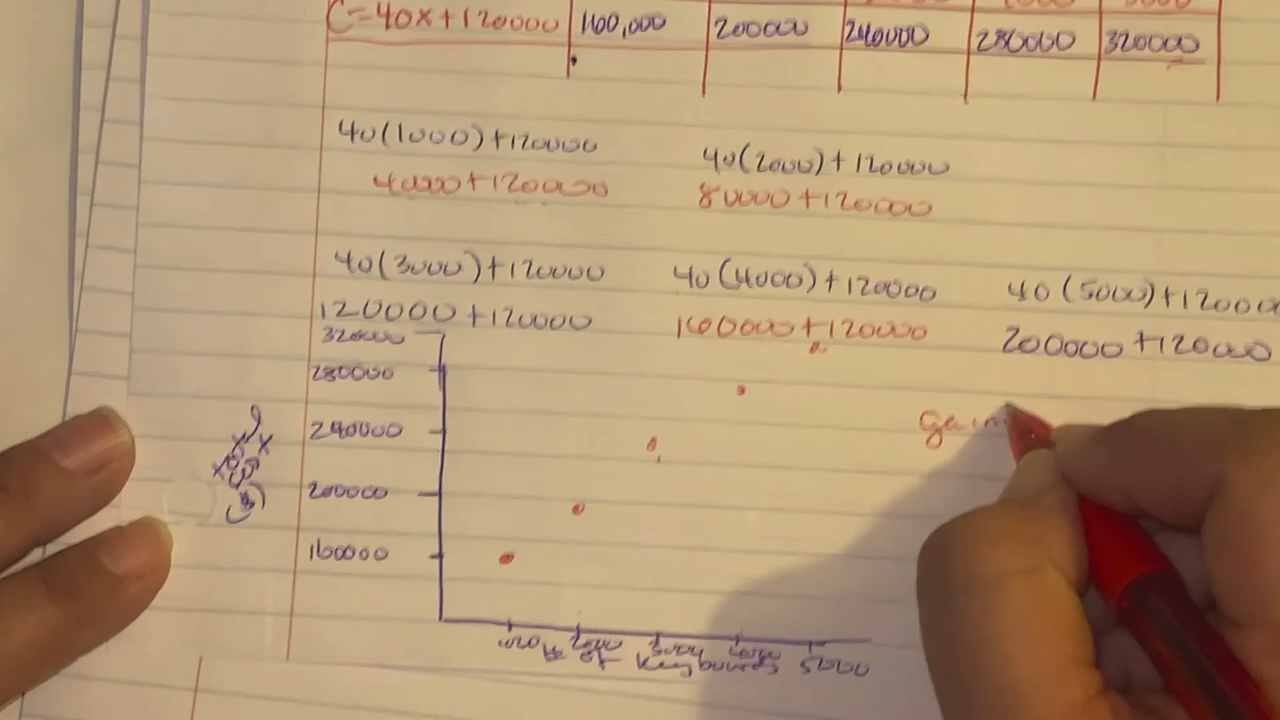 C=40x+120000 160,000 200000 240000 280000 320000
40(1000)+120000 40(2000)+120000
40000+120000 80000+120000
40(3000)+120000 40(4000)+120000 40(5000)+12000
120000+120000 160000+120000 200000+120000
320000
280000
240000
200000
160000
gain
1000 2000 3000 4000 5000
# of Keyboards